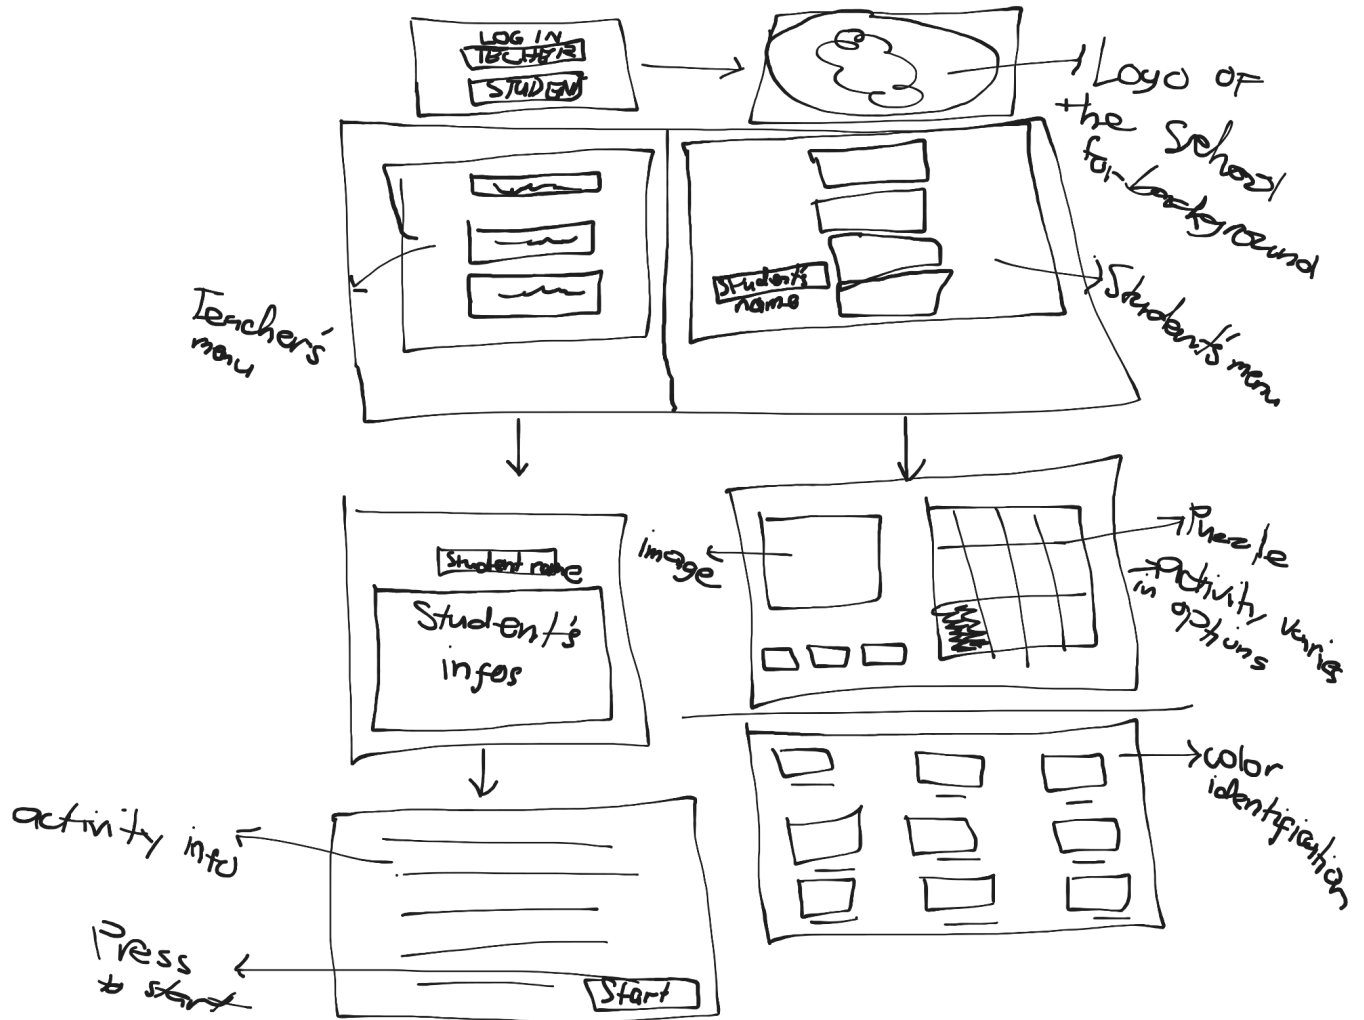 LOG IN
TECHER
STUDENT
Logo of
the School
for background
Teacher's
menu
Student's
name
Student's menu
Student name
Student's
infos
image
Puzzle
activity varies
in options
color
identification
activity info
Press
to start
Start